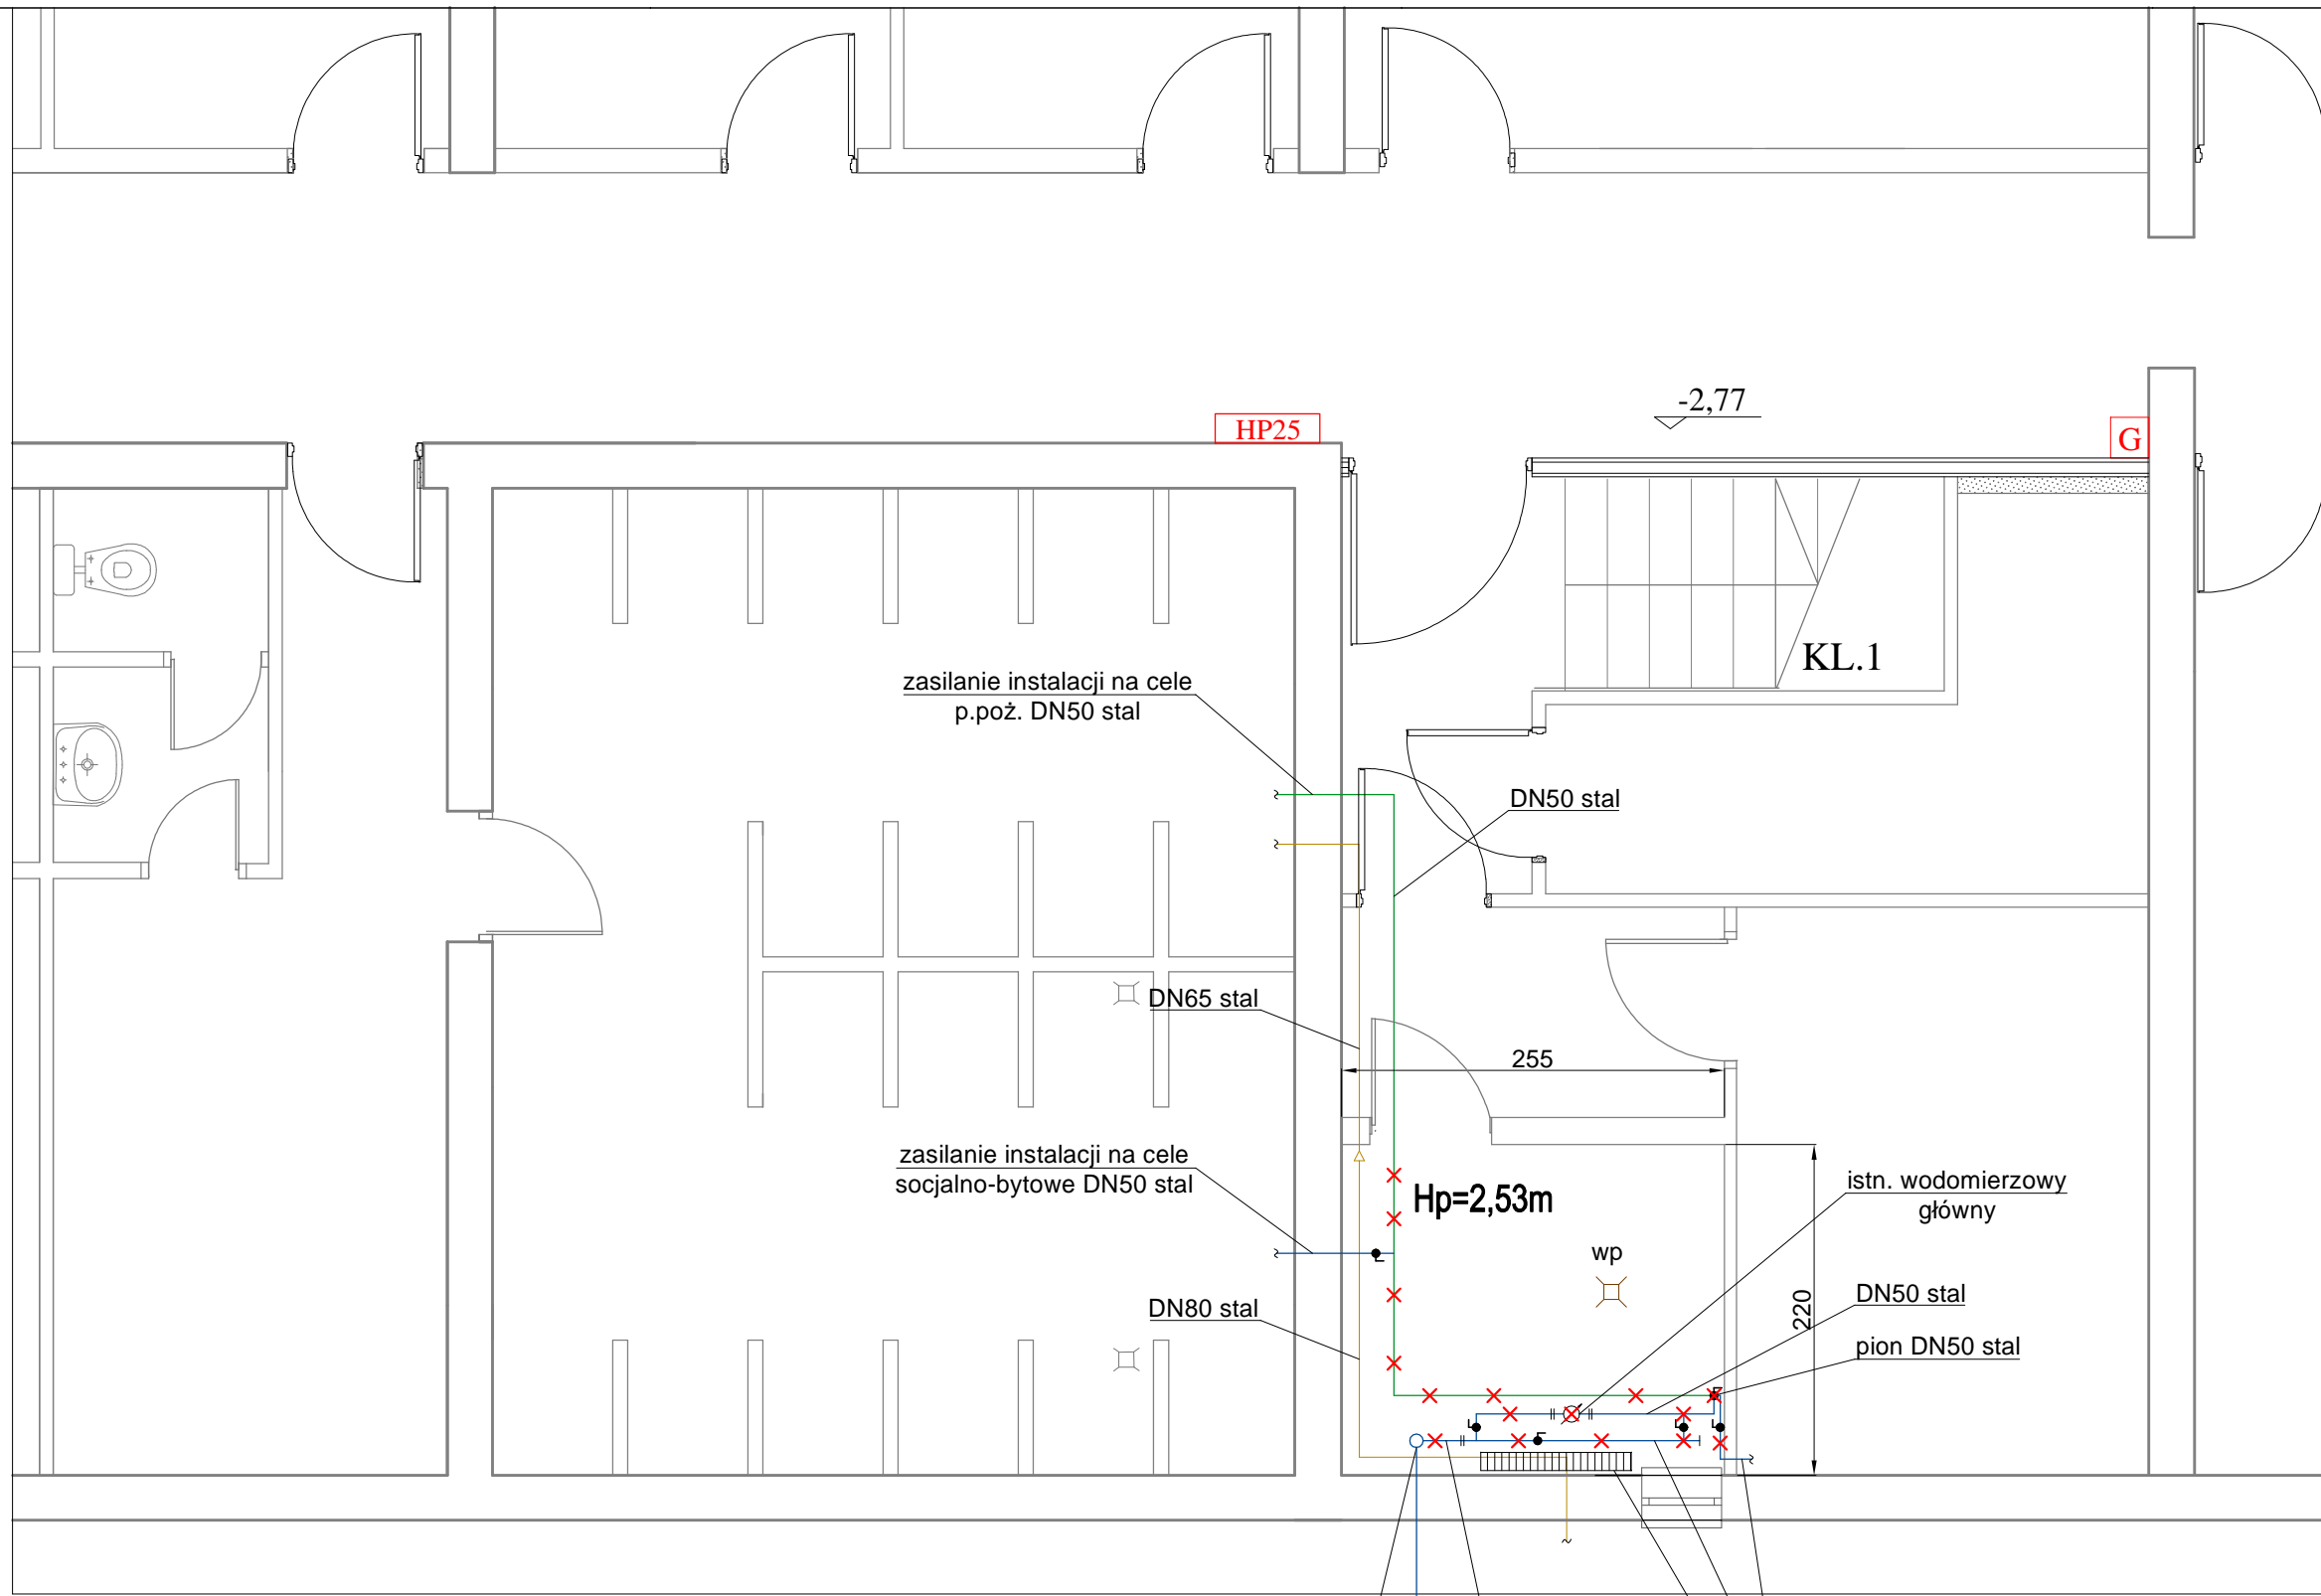 -2,77
HP25
G
KL.1
zasilanie instalacji na cele
p.poż. DN50 stal
DN50 stal
DN65 stal
255
zasilanie instalacji na cele
socjalno-bytowe DN50 stal
Hp=2,53m
istn. wodomierzowy
główny
wp
DN50 stal
DN80 stal
220
pion DN50 stal